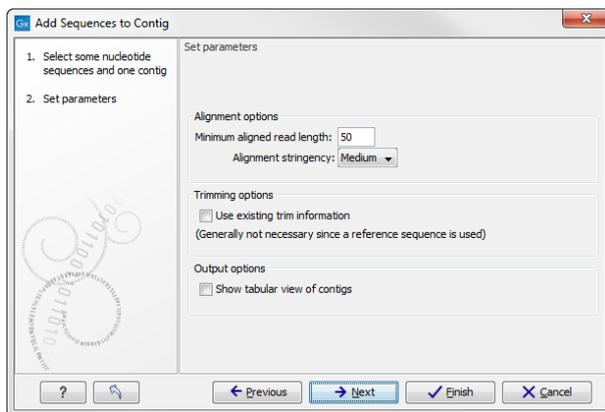 Gx Add Sequences to Contig
1. Select some nucleotide
sequences and one contig
2. Set parameters
Set parameters
Alignment options
Minimum aligned read length: 50
Alignment stringency: Medium
Trimming options
Use existing trim information
(Generally not necessary since a reference sequence is used)
Output options
Show tabular view of contigs
? Previous Next Finish Cancel